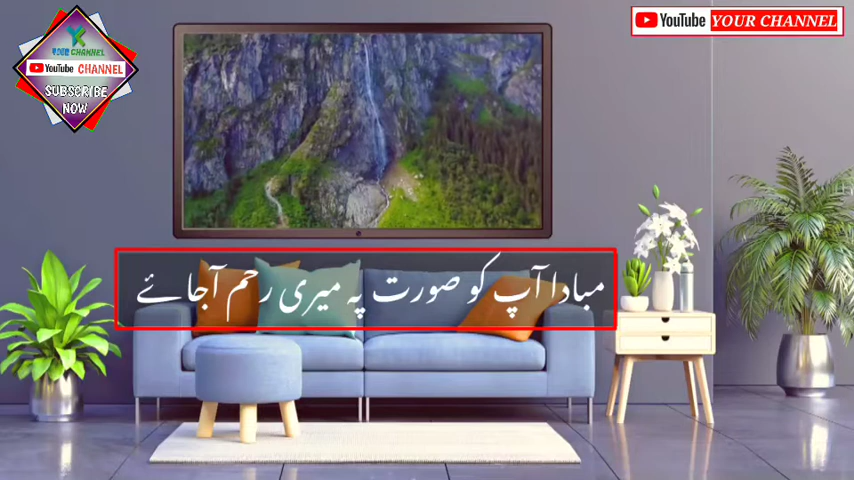 YOUR CHANNEL
YouTube CHANNEL
SUBSCRIBE
NOW
YouTube YOUR CHANNEL
مبادا آپ کو صورت پہ میری رحم آجائے